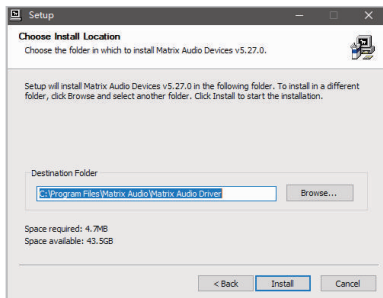 Setup
Choose Install Location
Choose the folder in which to install Matrix Audio Devices v5.27.0.
Setup will install Matrix Audio Devices v5.27.0 in the following folder. To install in a different
folder, click Browse and select another folder. Click Install to start the installation.
Destination Folder
C:\Program Files\Matrix Audio\Matrix Audio Driver
Browse...
Space required: 4.7MB
Space available: 43.5GB
< Back
Install
Cancel